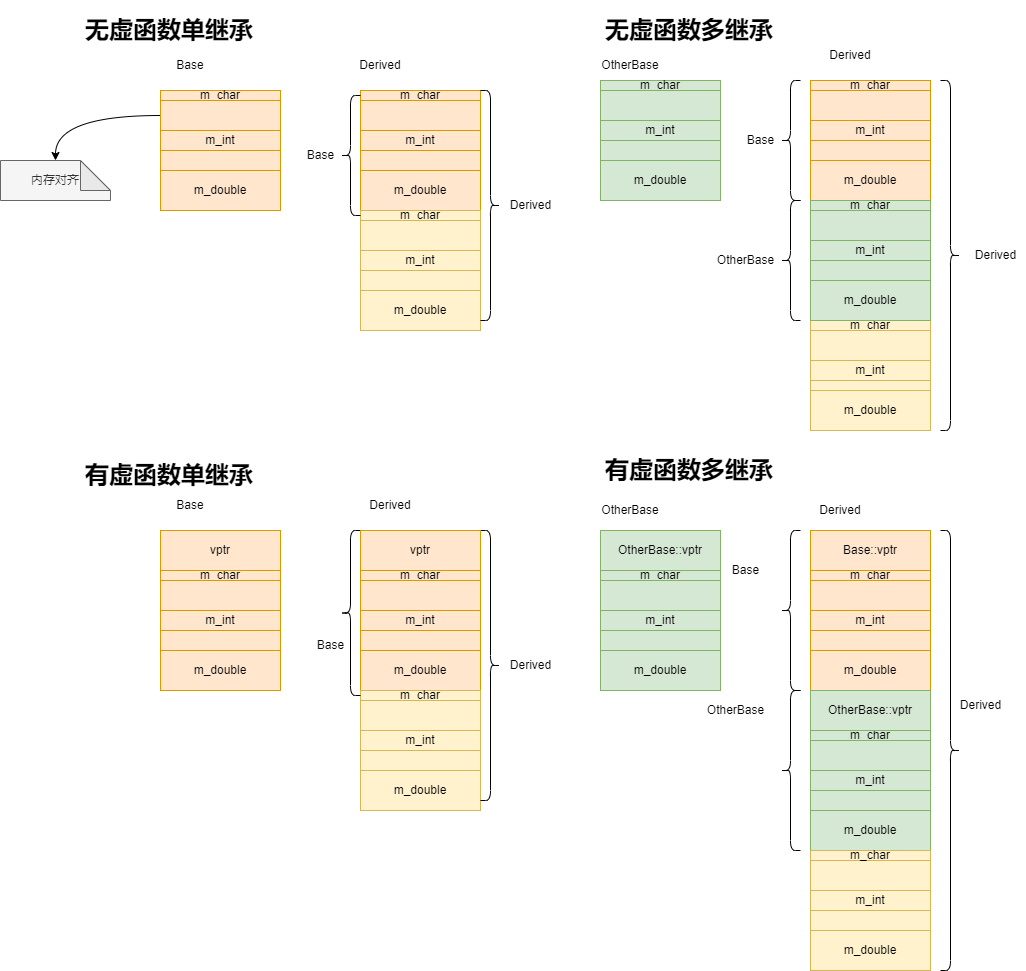 无虚函数单继承
Base
Derived
m_char
m_int
m_double
内存对齐
Base
m_char
m_int
m_double
m_char
m_int
m_double
Derived
无虚函数多继承
OtherBase
Derived
m_char
m_int
m_double
Base
OtherBase
m_char
m_int
m_double
m_char
m_int
m_double
m_char
m_int
m_double
Derived
有虚函数单继承
Base
Derived
vptr
m_char
m_int
m_double
Base
vptr
m_char
m_int
m_double
m_char
m_int
m_double
Derived
有虚函数多继承
OtherBase
Derived
OtherBase::vptr
m_char
m_int
m_double
Base
OtherBase
Base::vptr
m_char
m_int
m_double
OtherBase::vptr
m_char
m_int
m_double
m_char
m_int
m_double
Derived